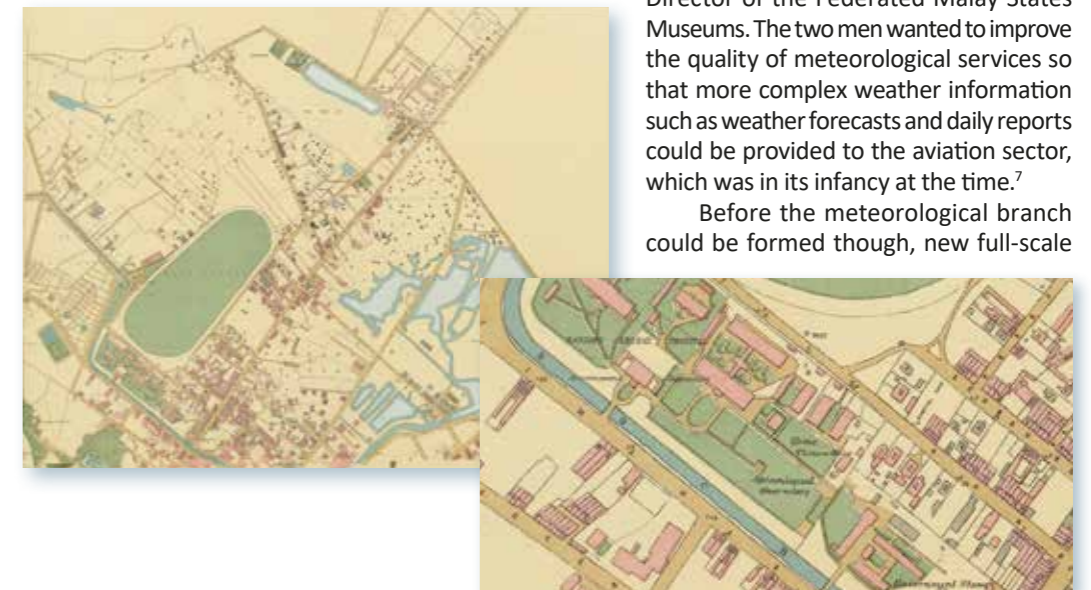 Director of the Federated Malay States
Museums. The two men wanted to improve
the quality of meteorological services so
that more complex weather information
such as weather forecasts and daily reports
could be provided to the aviation sector,
which was in its infancy at the time.7
Before the meteorological branch
could be formed though, new full-scale